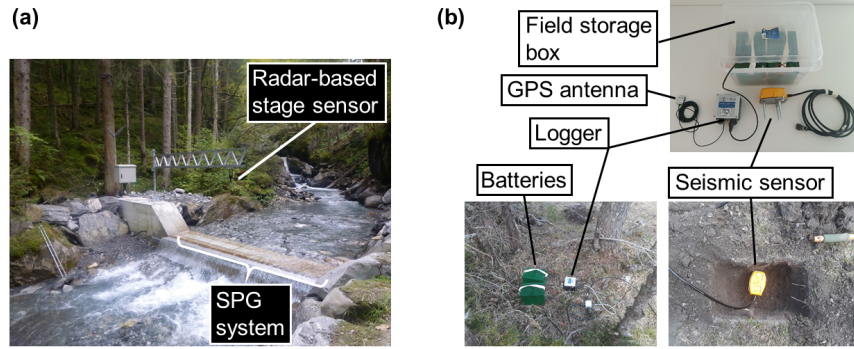 (a)
Radar-based
stage sensor
SPG
system
(b)
Field storage
box
GPS antenna
Logger
Batteries
Seismic sensor